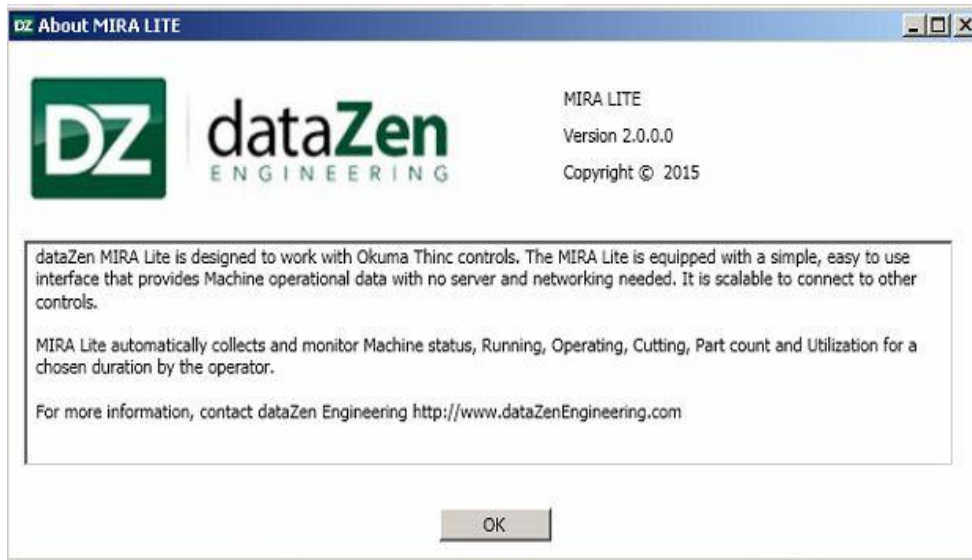 DZ About MIRA LITE
DZ
dataZen
ENGINEERING
MIRA LITE
Version 2.0.0.0
Copyright © 2015
dataZen MIRA Lite is designed to work with Okuma Thinc controls. The MIRA Lite is equipped with a simple, easy to use
interface that provides Machine operational data with no server and networking needed. It is scalable to connect to other
controls.
MIRA Lite automatically collects and monitor Machine status, Running, Operating, Cutting, Part count and Utilization for a
chosen duration by the operator.
For more information, contact dataZen Engineering http://www.dataZenEngineering.com
OK